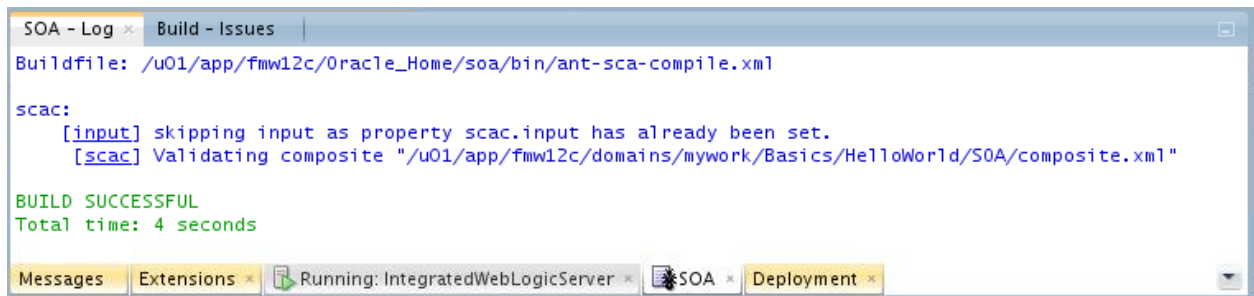 SOA - Log Build - Issues
Buildfile: /u01/app/fmw12c/Oracle_Home/soa/bin/ant-sca-compile.xml
scac:
[input] skipping input as property scac.input has already been set.
[scac] Validating composite "/u01/app/fmw12c/domains/mywork/Basics/HelloWorld/SOA/composite.xml"
BUILD SUCCESSFUL
Total time: 4 seconds
Messages Extensions Running: IntegratedWebLogicServer SOA Deployment